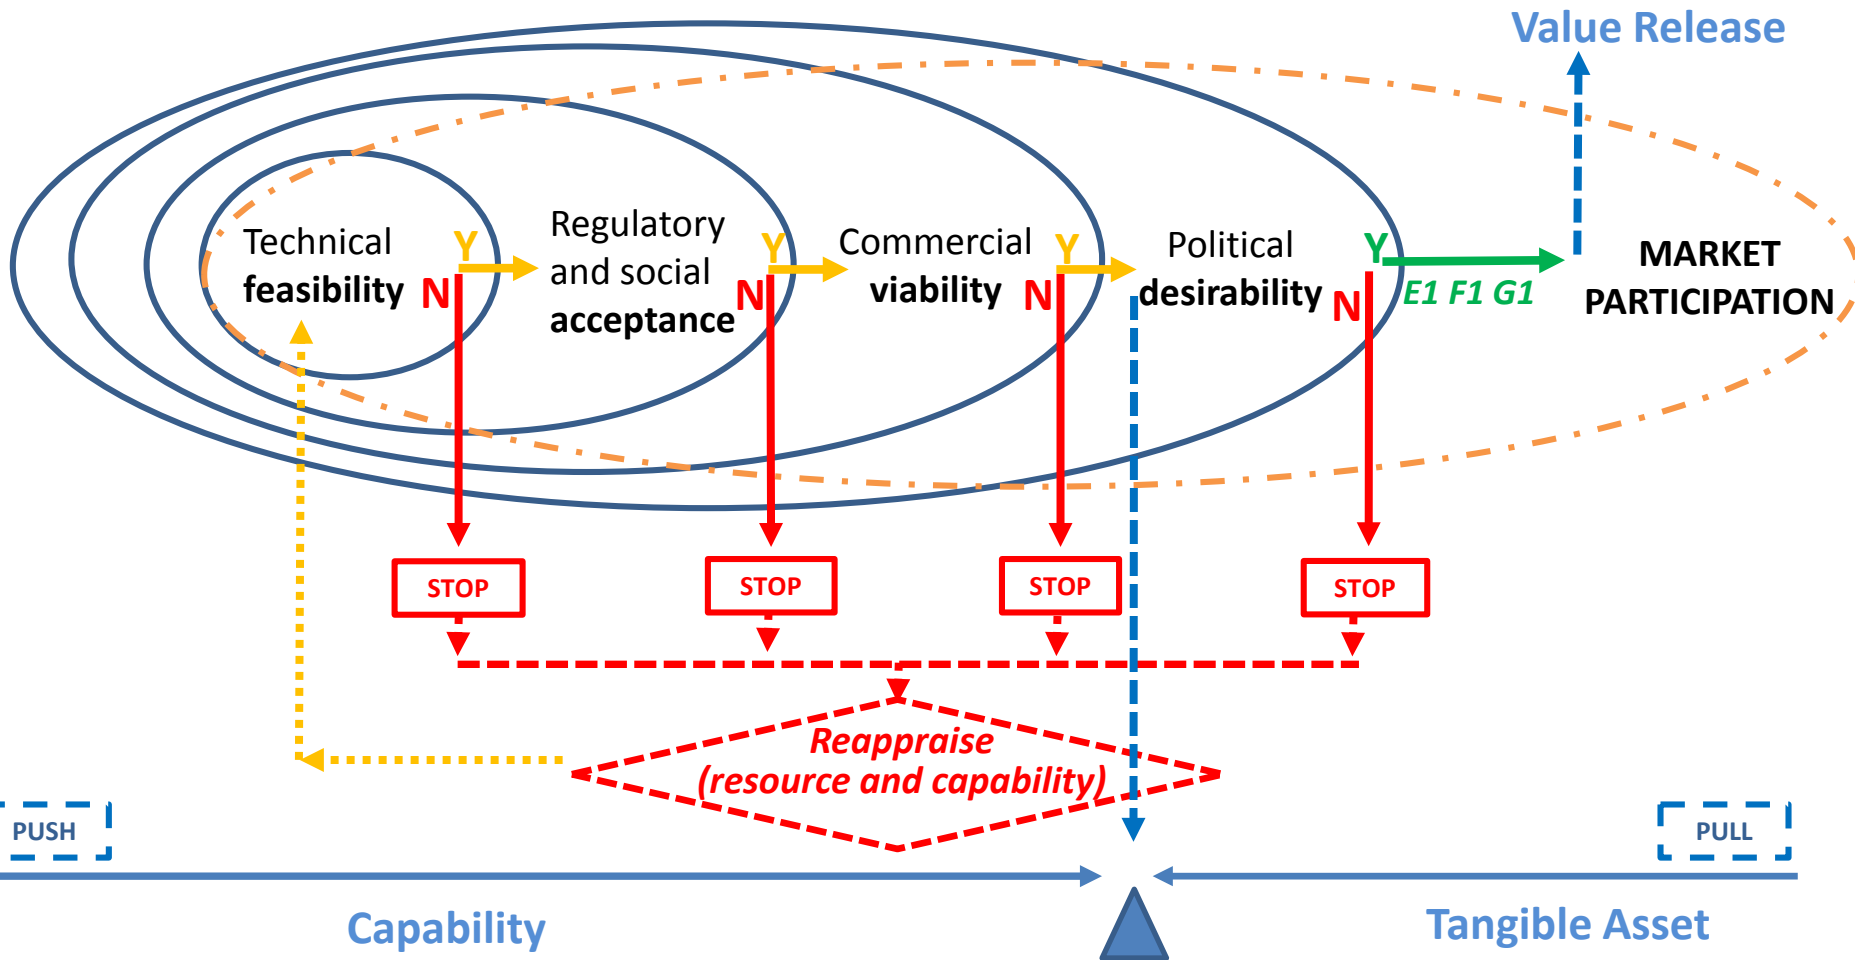 Value Release
Technical
feasibility
Y
N
Regulatory
and social
acceptance
Y
N
Commercial
viability
Y
N
Political
desirability
Y
N
E1 F1 G1
MARKET
PARTICIPATION
STOP
STOP
STOP
STOP
Reappraise
(resource and capability)
PUSH
PULL
Capability
Tangible Asset